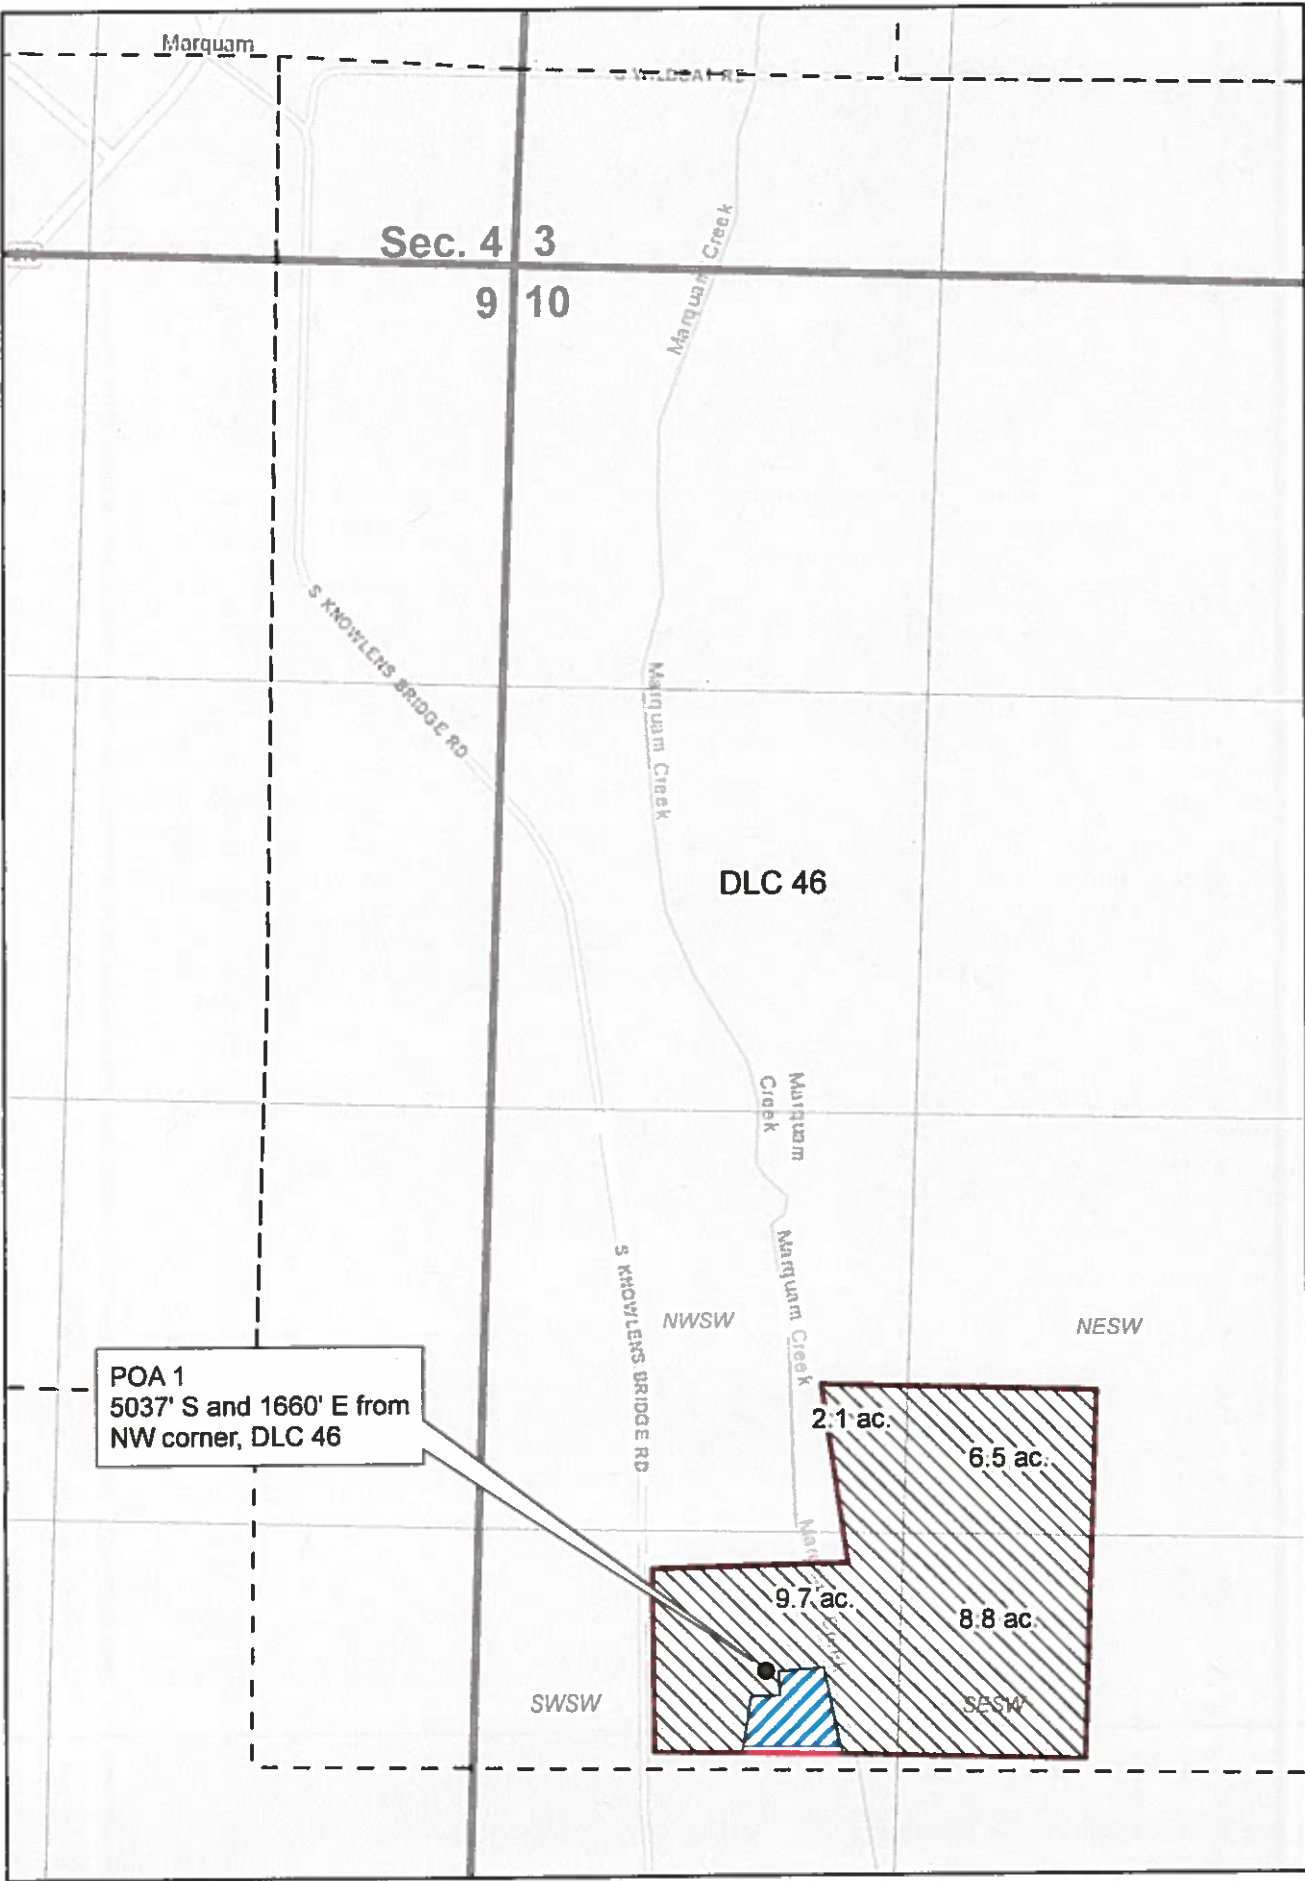 Marquam
S WILDCAT RD
Sec. 4 3
9 10
Marquam Creek
S KNOWLENS BRIDGE RD
Marquam Creek
DLC 46
Marquam
Creek
Marquam Creek
S KNOWLENS BRIDGE RD
NWSW
NESW
POA 1
5037' S and 1660' E from
NW corner, DLC 46
2.1 ac.
6.5 ac.
9.7 ac.
8.8 ac.
SWSW
SESW